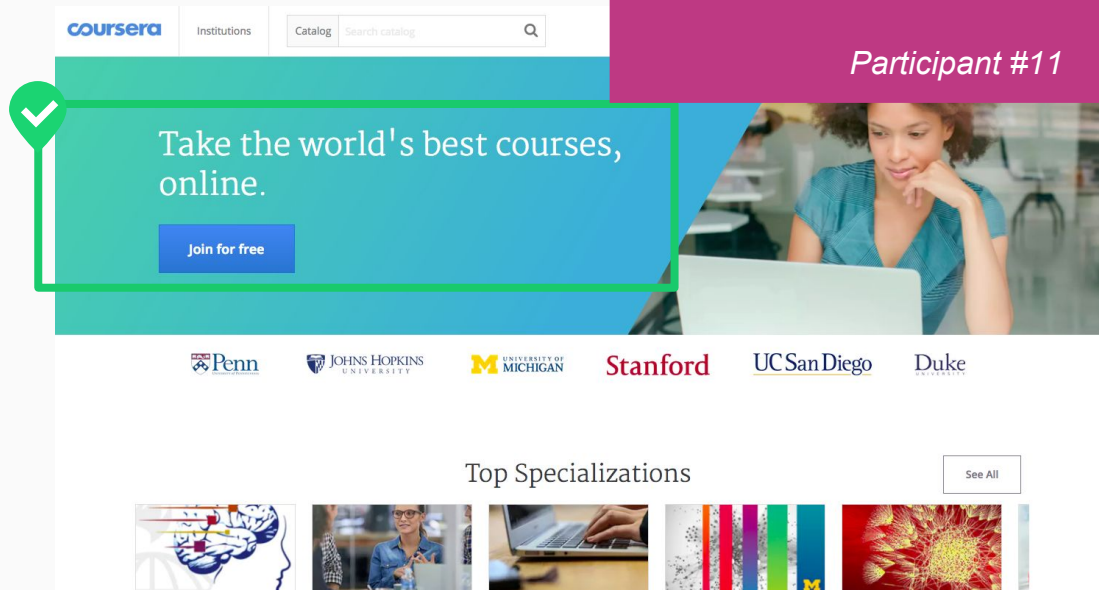 coursera
Institutions
Catalog
Search catalog
Participant #11
Take the world's best courses,
online.
Join for free
Penn
JOHNS HOPKINS
UNIVERSITY
M UNIVERSITY OF
MICHIGAN
Stanford
UC San Diego
Duke
UNIVERSITY
Top Specializations
See All
M